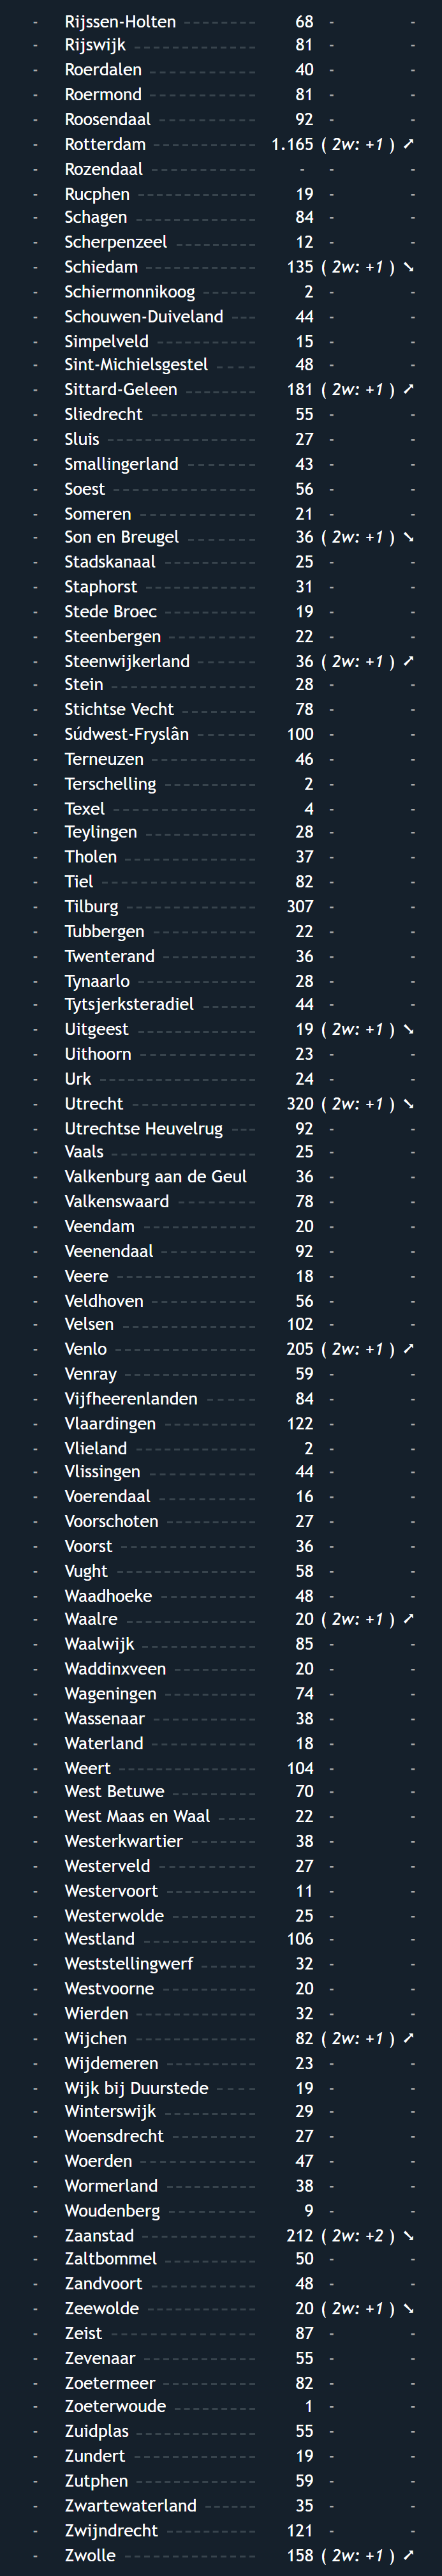 - Rijssen-Holten -------- 68 - -
- Rijswijk ------------- 81 - -
- Roerdalen ----------- 40 - -
- Roermond ----------- 81 - -
- Roosendaal ---------- 92 - -
- Rotterdam ----------- 1.165 ( 2w: +1 ) ➚
- Rozendaal ----------- - - -
- Rucphen ------------- 19 - -
- Schagen ------------- 84 - -
- Scherpenzeel --------- 12 - -
- Schiedam ------------ 135 ( 2w: +1 ) ➘
- Schiermonnikoog ------ 2 - -
- Schouwen-Duiveland --- 44 - -
- Simpelveld ----------- 15 - -
- Sint-Michielsgestel ---- 48 - -
- Sittard-Geleen -------- 181 ( 2w: +1 ) ➚
- Sliedrecht ----------- 55 - -
- Sluis ---------------- 27 - -
- Smallingerland -------- 43 - -
- Soest ---------------- 56 - -
- Someren ------------- 21 - -
- Son en Breugel -------- 36 ( 2w: +1 ) ➘
- Stadskanaal ---------- 25 - -
- Staphorst ------------ 31 - -
- Stede Broec ---------- 19 - -
- Steenbergen ---------- 22 - -
- Steenwijkerland ------- 36 ( 2w: +1 ) ➚
- Stein ---------------- 28 - -
- Stichtse Vecht -------- 78 - -
- Súdwest-Fryslân ------- 100 - -
- Terneuzen ----------- 46 - -
- Terschelling ---------- 2 - -
- Texel ---------------- 4 - -
- Teylingen ------------ 28 - -
- Tholen -------------- 37 - -
- Tiel ----------------- 82 - -
- Tilburg -------------- 307 - -
- Tubbergen ----------- 22 - -
- Twenterand ---------- 36 - -
- Tynaarlo ------------- 28 - -
- Tytsjerksteradiel ------ 44 - -
- Uitgeest ------------- 19 ( 2w: +1 ) ➘
- Uithoorn ------------- 23 - -
- Urk ----------------- 24 - -
- Utrecht -------------- 320 ( 2w: +1 ) ➘
- Utrechtse Heuvelrug --- 92 - -
- Vaals ---------------- 25 - -
- Valkenburg aan de Geul 36 - -
- Valkenswaard --------- 78 - -
- Veendam ------------ 20 - -
- Veenendaal ---------- 92 - -
- Veere --------------- 18 - -
- Veldhoven ----------- 56 - -
- Velsen -------------- 102 - -
- Venlo --------------- 205 ( 2w: +1 ) ➚
- Venray -------------- 59 - -
- Vijfheerenlanden ------ 84 - -
- Vlaardingen ---------- 122 - -
- Vlieland ------------- 2 - -
- Vlissingen ----------- 44 - -
- Voerendaal ---------- 16 - -
- Voorschoten --------- 27 - -
- Voorst --------------- 36 - -
- Vught --------------- 58 - -
- Waadhoeke ---------- 48 - -
- Waalre -------------- 20 ( 2w: +1 ) ➚
- Waalwijk ------------ 85 - -
- Waddinxveen --------- 20 - -
- Wageningen ---------- 74 - -
- Wassenaar ----------- 38 - -
- Waterland ----------- 18 - -
- Weert --------------- 104 - -
- West Betuwe --------- 70 - -
- West Maas en Waal ---- 22 - -
- Westerkwartier -------- 38 - -
- Westerveld ----------- 27 - -
- Westervoort ---------- 11 - -
- Westerwolde --------- 25 - -
- Westland ------------ 106 - -
- Weststellingwerf ------ 32 - -
- Westvoorne ---------- 20 - -
- Wierden ------------- 32 - -
- Wijchen ------------- 82 ( 2w: +1 ) ➚
- Wijdemeren ---------- 23 - -
- Wijk bij Duurstede ---- 19 - -
- Winterswijk ---------- 29 - -
- Woensdrecht --------- 27 - -
- Woerden ------------ 47 - -
- Wormerland ---------- 38 - -
- Woudenberg --------- 9 - -
- Zaanstad ------------ 212 ( 2w: +2 ) ➘
- Zaltbommel ---------- 50 - -
- Zandvoort ----------- 48 - -
- Zeewolde ------------ 20 ( 2w: +1 ) ➘
- Zeist ---------------- 87 - -
- Zevenaar ------------ 55 - -
- Zoetermeer ---------- 82 - -
- Zoeterwoude --------- 1 - -
- Zuidplas ------------- 55 - -
- Zundert ------------- 19 - -
- Zutphen ------------- 59 - -
- Zwartewaterland ------ 35 - -
- Zwijndrecht ---------- 121 - -
- Zwolle -------------- 158 ( 2w: +1 ) ➚